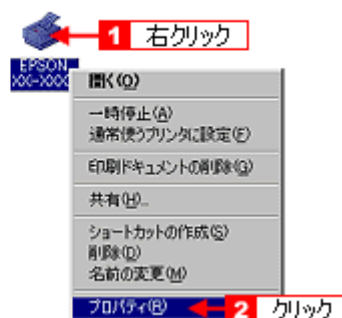 1 右クリック
EPSON
XX-XXXX
開く(O)
一時停止(A)
通常使うプリンタに設定(F)
印刷ドキュメントの削除(G)
共有(H)...
ショートカットの作成(S)
削除(D)
名前の変更(M)
プロパティ(R)
2 クリック